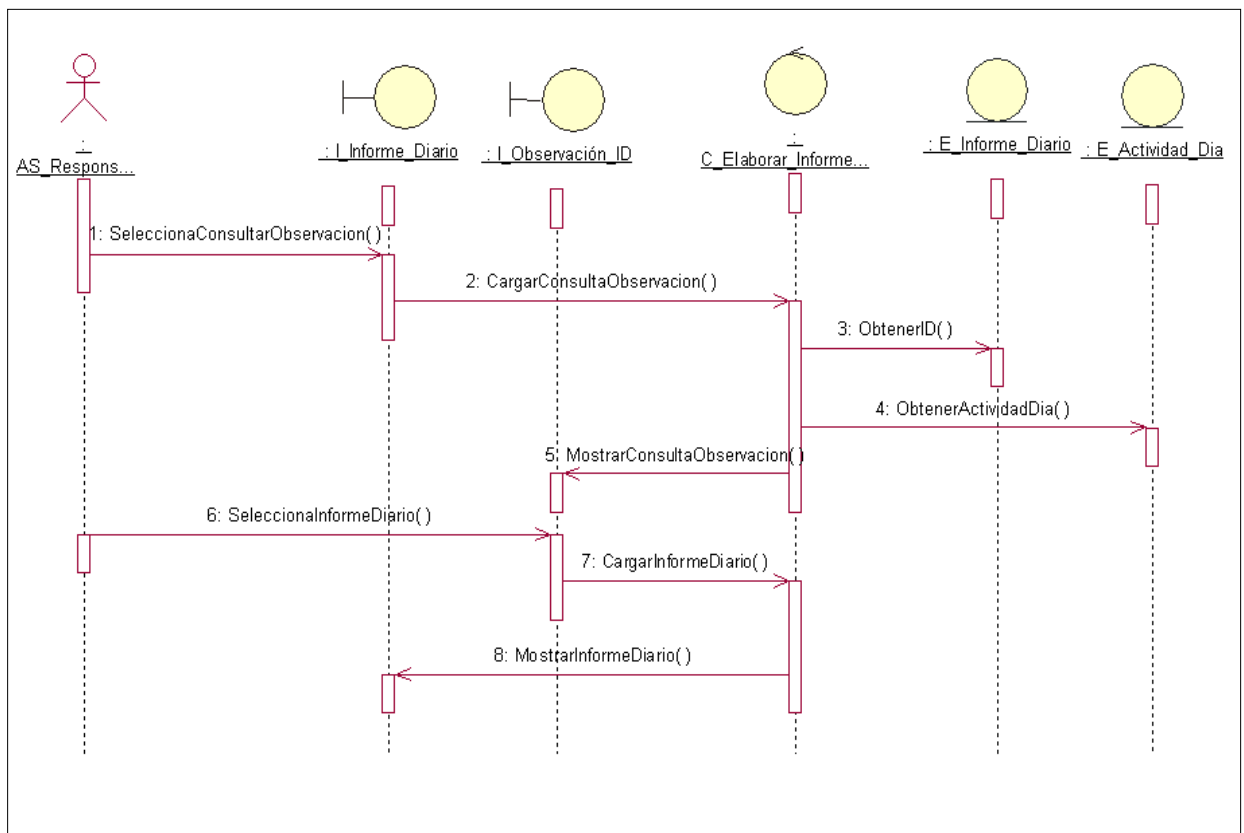 :
AS_Respons...
: I_Informe_Diario
: I_Observación_ID
:
C_Elaborar_Informe...
: E_Informe_Diario
: E_Actividad_Dia
1: SeleccionaConsultarObservacion( )
2: CargarConsultaObservacion( )
3: ObtenerID( )
4: ObtenerActividadDia( )
5: MostrarConsultaObservacion( )
6: SeleccionaInformeDiario( )
7: CargarInformeDiario( )
8: MostrarInformeDiario( )